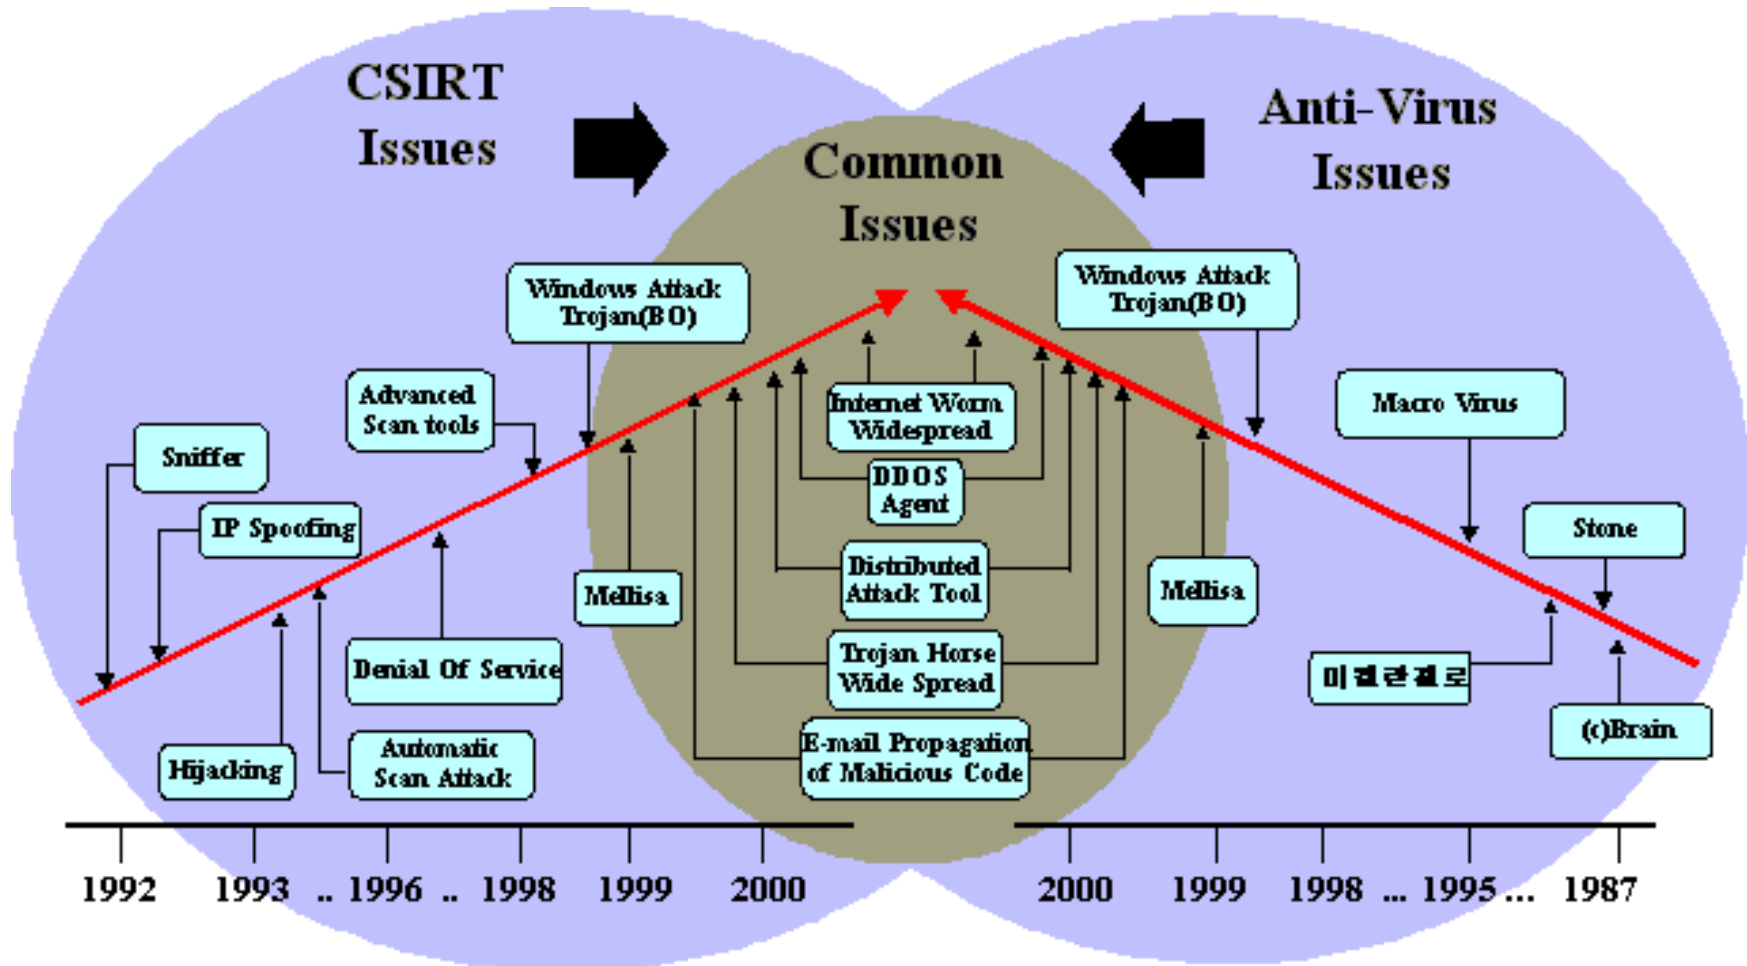 CSIRT
Issues
Anti-Virus
Issues
Common
Issues
Windows Attack
Trojan(BO)
Windows Attack
Trojan(BO)
Advanced
Scan tools
Macro Virus
Internet Worm
Widespread
Sniffer
DDOS
Agent
IP Spoofing
Stone
Distributed
Attack Tool
Mellisa
Mellisa
Denial Of Service
Trojan Horse
Wide Spread
미켈란젤로
(c)Brain
Hijacking
Automatic
Scan Attack
E-mail Propagation
of Malicious Code
1992 1993 .. 1996 .. 1998 1999 2000
2000 1999 1998 ... 1995 ... 1987